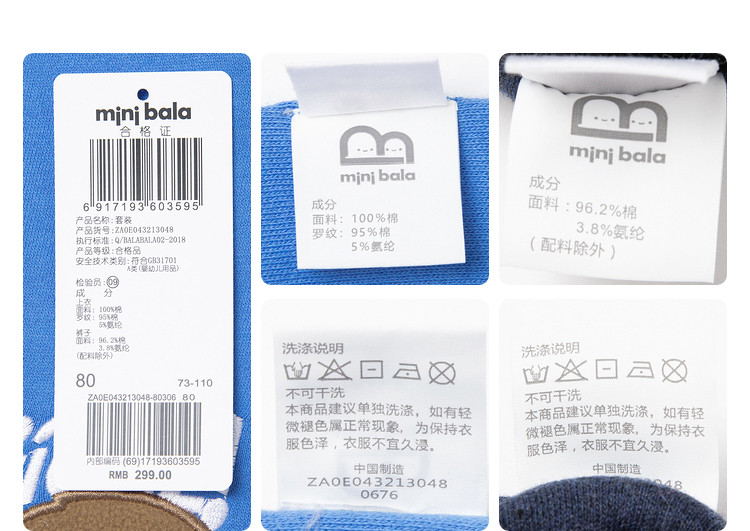 mini bala
合格证
6 917193 603595
产品名称:套装
产品货号:ZA0E043213048
执行标准:Q/BALABALA02-2018
产品等级:合格品
安全技术类别:符合GB31701
A类(婴幼儿用品)
检验员:09
成 分
上衣
面料:100%棉
罗纹:95%棉
5%氨纶
裤子
面料:96.2%棉
3.8%氨纶
(配料除外)
80 73-110
ZA0E043213048-80306 80
内部编码(69)17193603595
RMB 299.00
mini bala
成分
面料:100%棉
罗纹:95%棉
5%氨纶
mini bala
成分
面料:96.2%棉
3.8%氨纶
(配料除外)
洗涤说明
不可干洗
本商品建议单独洗涤,如有轻
微褪色属正常现象,为保持衣
服色泽,衣服不宜久浸。
中国制造
ZA0E043213048
0676
洗涤说明
不可干洗
本商品建议单独洗涤,如有轻
微褪色属正常现象,为保持衣
服色泽,衣服不宜久浸。
中国制造